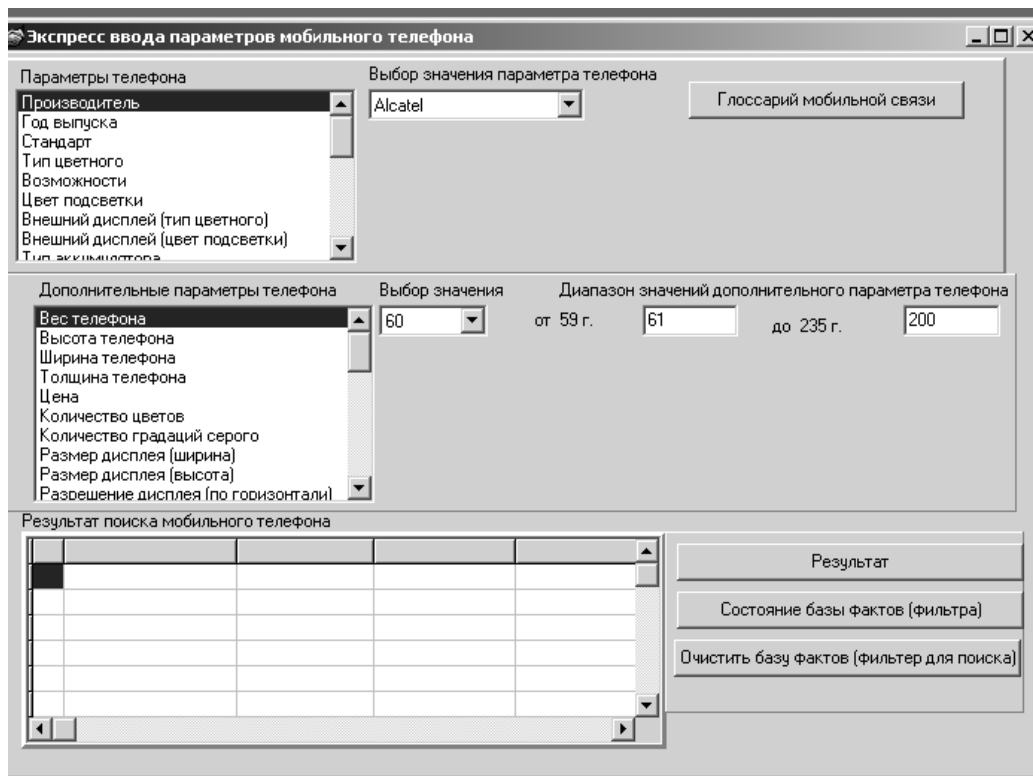 Экспресс ввода параметров мобильного телефона
Параметры телефона
Выбор значения параметра телефона
Производитель
Alcatel
Глоссарий мобильной связи
Год выпуска
Стандарт
Тип цветного
Возможности
Цвет подсветки
Внешний дисплей (тип цветного)
Внешний дисплей (цвет подсветки)
Тип аккумулятора
Дополнительные параметры телефона
Выбор значения
Диапазон значений дополнительного параметра телефона
Вес телефона
60
от 59 г.
61
до 235 г.
200
Высота телефона
Ширина телефона
Толщина телефона
Цена
Количество цветов
Количество градаций серого
Размер дисплея (ширина)
Размер дисплея (высота)
Разрешение дисплея (по горизонтали)
Результат поиска мобильного телефона
Результат
Состояние базы фактов (фильтра)
Очистить базу фактов (фильтер для поиска)